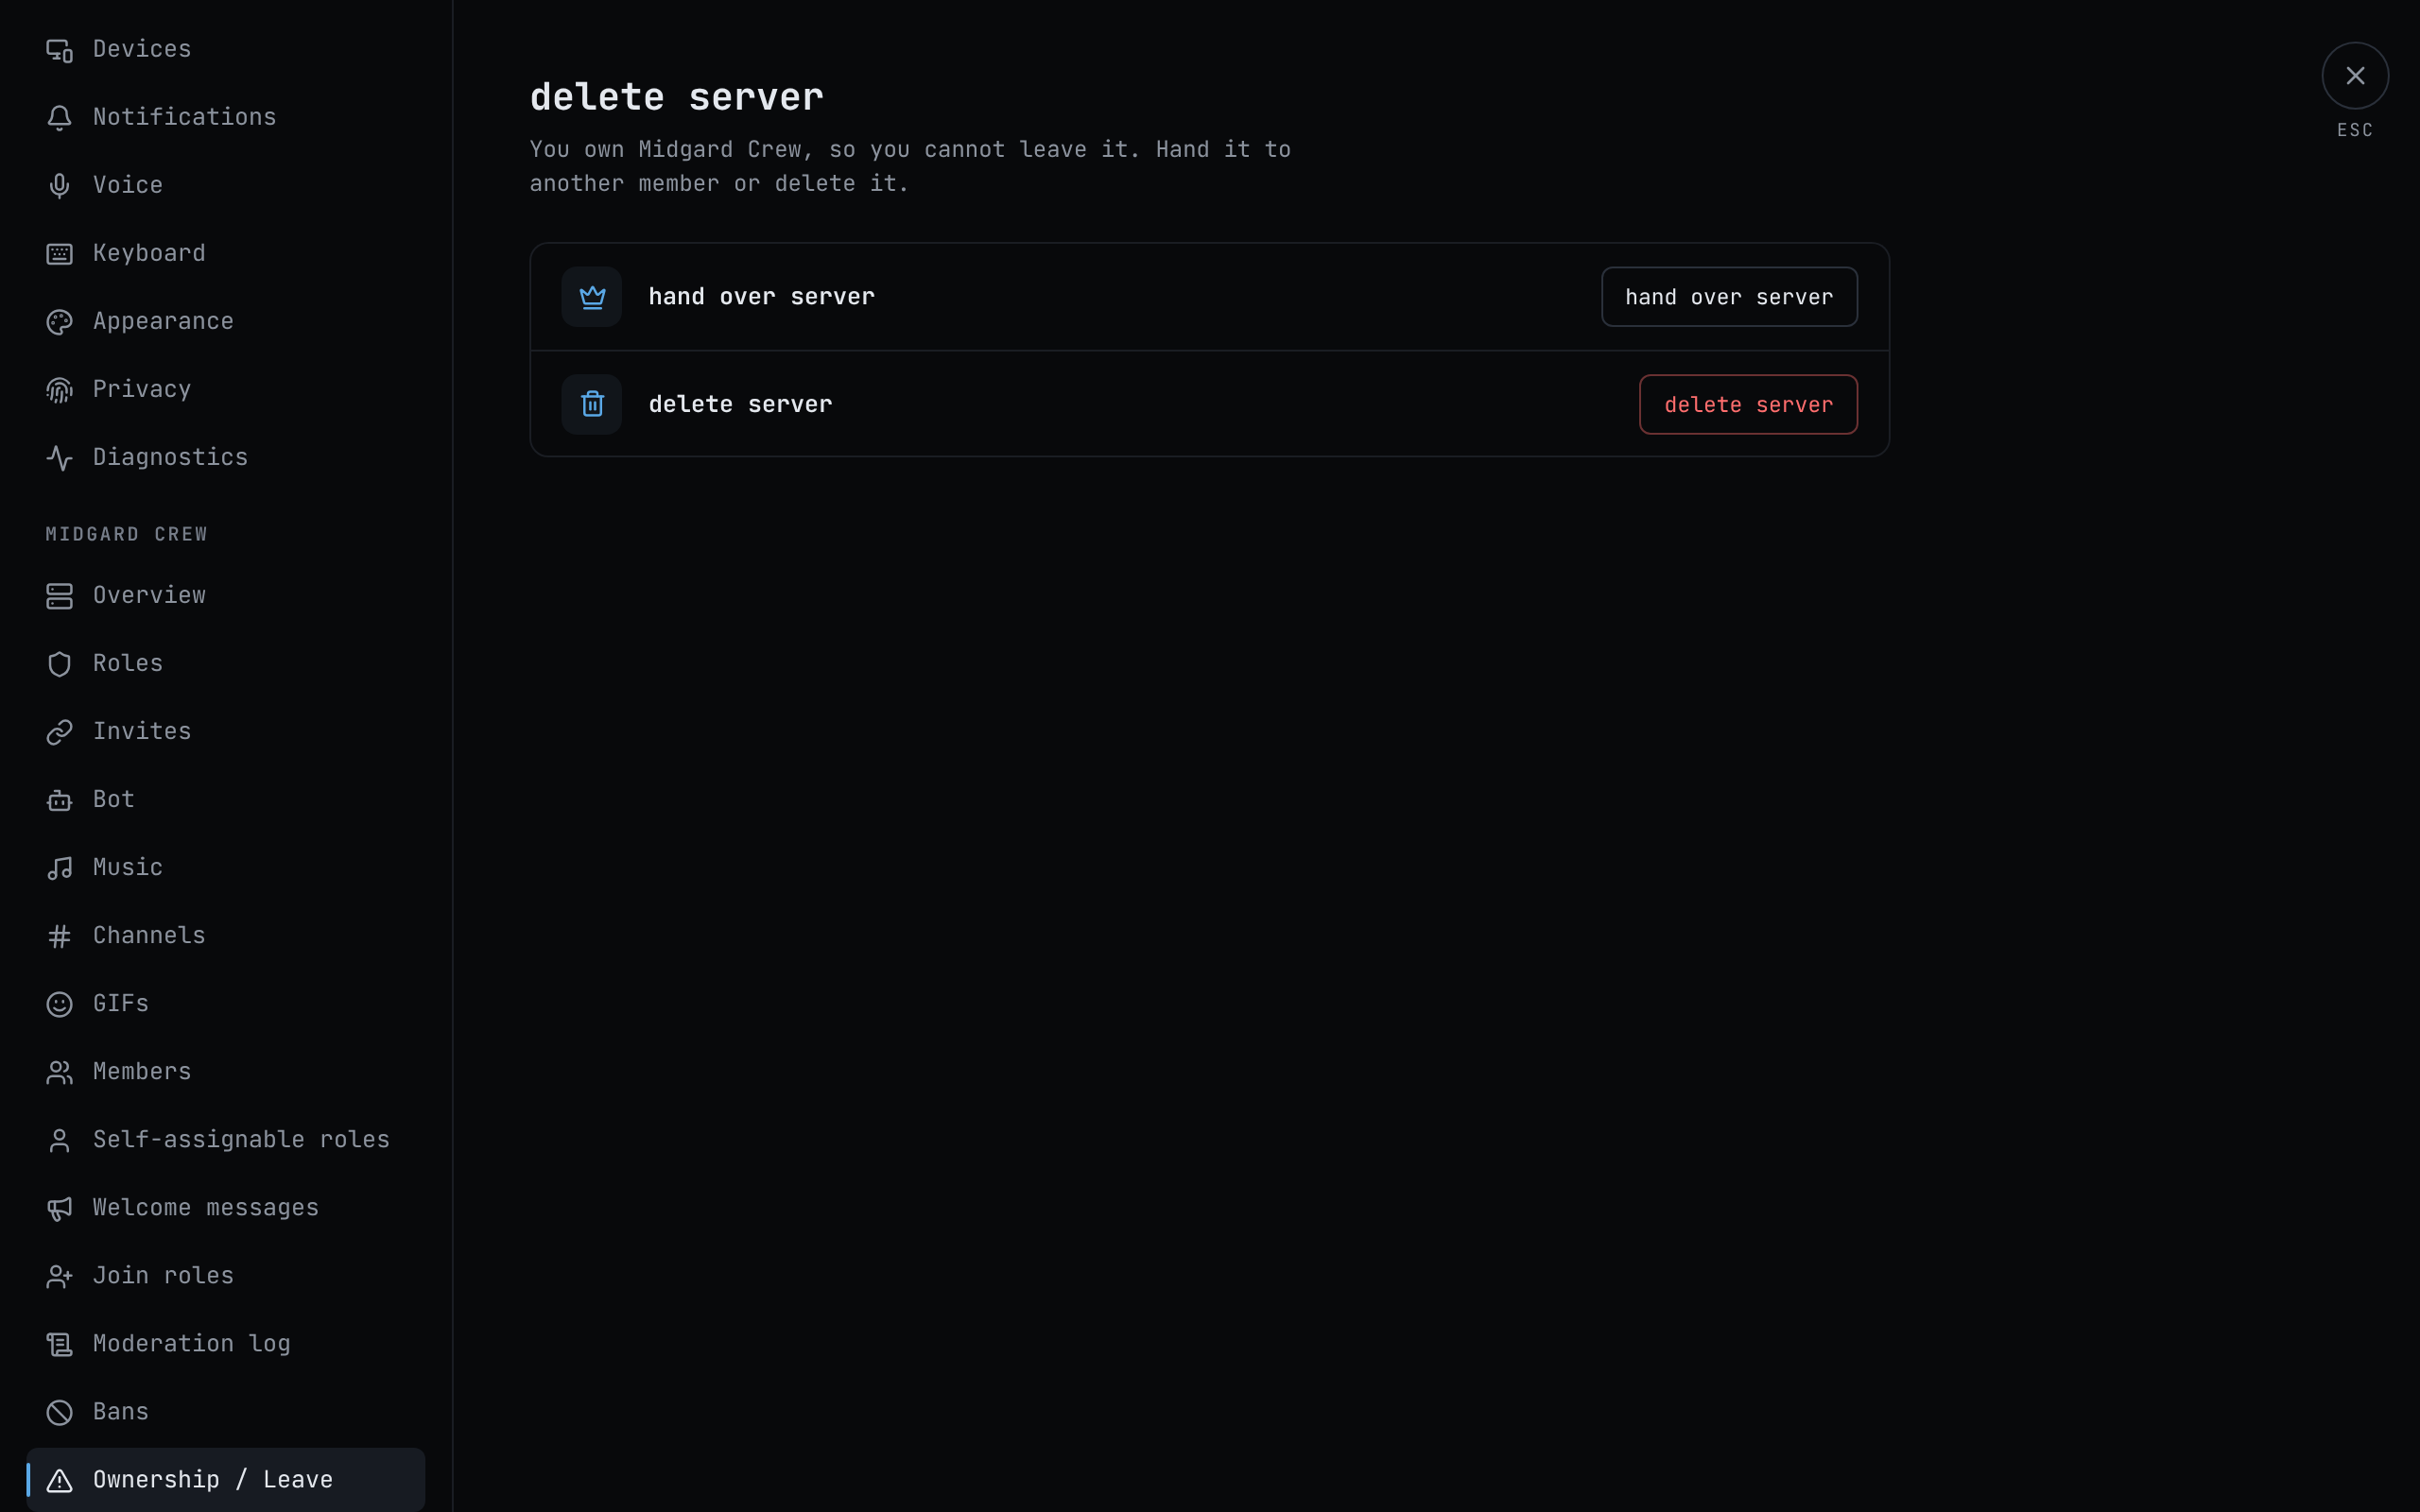 Devices
Notifications
Voice
Keyboard
Appearance
Privacy
Diagnostics
MIDGARD CREW
Overview
Roles
Invites
Bot
Music
Channels
GIFs
Members
Self-assignable roles
Welcome messages
Join roles
Moderation log
Bans
Ownership / Leave
delete server
You own Midgard Crew, so you cannot leave it. Hand it to
another member or delete it.
hand over server
hand over server
delete server
delete server
ESC